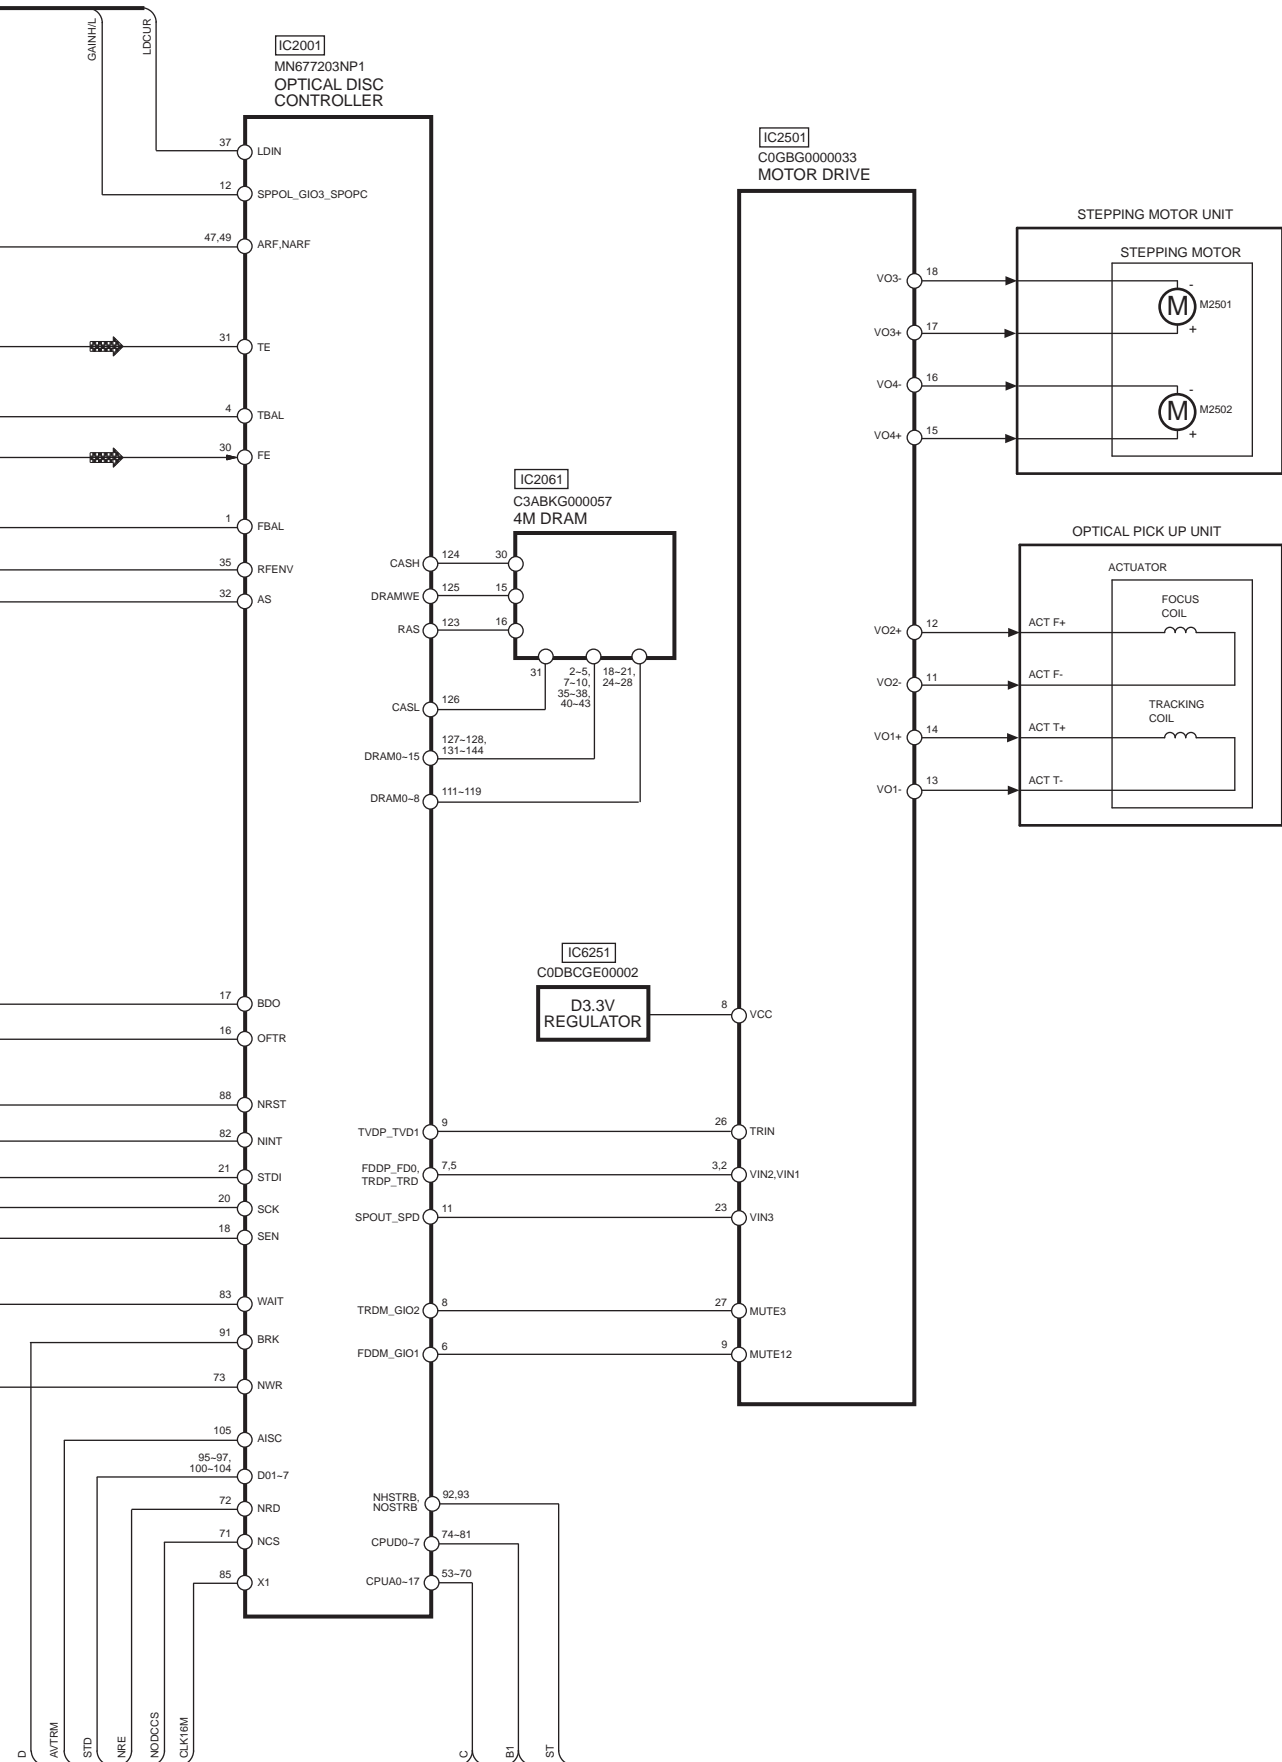 GAINH/L
LDCUR
IC2001
MN677203NP1
OPTICAL DISC
CONTROLLER
37
LDIN
12
SPPOL_GIO3_SPOPC
47,49
ARF,NARF
31
TE
4
TBAL
30
FE
1
FBAL
35
RFENV
32
AS
17
BDO
16
OFTR
88
NRST
82
NINT
21
STDI
20
SCK
18
SEN
83
WAIT
91
BRK
73
NWR
105
AISC
95~97,
100~104
D01~7
72
NRD
71
NCS
85
X1
D
AVTRM
STD
NRE
NODCCS
CLK16M
CASH
124
30
DRAMWE
125
15
RAS
123
16
CASL
126
DRAM0~15
127~128,
131~144
DRAM0~8
111~119
IC2061
C3ABKG000057
4M DRAM
31
2~5,
7~10,
35~38,
40~43
18~21,
24~28
IC6251
C0DBCGE00002
D3.3V
REGULATOR
8
VCC
TVDP_TVD1
9
26
TRIN
FDDP_FD0,
TRDP_TRD
7,5
3,2
VIN2,VIN1
SPOUT_SPD
11
23
VIN3
TRDM_GIO2
8
27
MUTE3
FDDM_GIO1
6
9
MUTE12
NHSTRB,
NOSTRB
92,93
CPUD0~7
74~81
CPUA0~17
53~70
C
B1
ST
IC2501
C0GBG0000033
MOTOR DRIVE
VO3-
18
VO3+
17
VO4-
16
VO4+
15
VO2+
12
VO2-
11
VO1+
14
VO1-
13
STEPPING MOTOR UNIT
STEPPING MOTOR
-
M
M2501
+
-
M
M2502
+
OPTICAL PICK UP UNIT
ACTUATOR
FOCUS
COIL
ACT F+
ACT F-
TRACKING
COIL
ACT T+
ACT T-